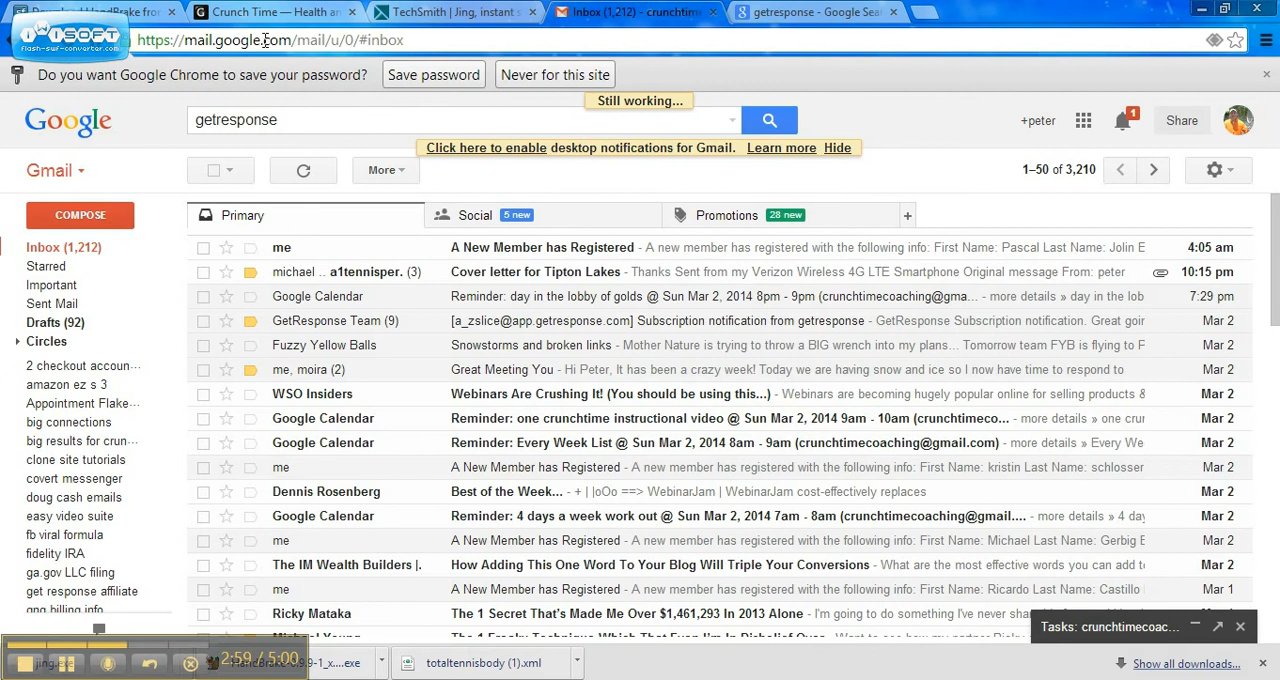 HandBrake from
Crunch Time — Health an
TechSmith | Jing, instant s
Inbox (1,212) - crunchtim
getresponse - Google Sea
iWiSOFT
flash-swf-converter.com
https://mail.google.com/mail/u/0/#inbox
Do you want Google Chrome to save your password? Save password Never for this site
Still working...
Google getresponse +peter 1 Share
Click here to enable desktop notifications for Gmail. Learn more Hide
Gmail More 1–50 of 3,210
COMPOSE
Primary Social 5 new Promotions 28 new +
Inbox (1,212)
Starred
Important
Sent Mail
Drafts (92)
Circles
2 checkout accoun...
amazon ez s 3
Appointment Flake...
big connections
big results for crun...
clone site tutorials
covert messenger
doug cash emails
easy video suite
fb viral formula
fidelity IRA
ga.gov LLC filing
get response affiliate
gng billing info
me A New Member has Registered - A new member has registered with the following info: First Name: Pascal Last Name: Jolin E 4:05 am
michael .. a1tennisper. (3) Cover letter for Tipton Lakes - Thanks Sent from my Verizon Wireless 4G LTE Smartphone Original message From: peter 10:15 pm
Google Calendar Reminder: day in the lobby of golds @ Sun Mar 2, 2014 8pm - 9pm (crunchtimecoaching@gma... - more details » day in the lob 7:29 pm
GetResponse Team (9) [a_zslice@app.getresponse.com] Subscription notification from getresponse - GetResponse Subscription notification. Great goir Mar 2
Fuzzy Yellow Balls Snowstorms and broken links - Mother Nature is trying to throw a BIG wrench into my plans... Tomorrow team FYB is flying to F Mar 2
me, moira (2) Great Meeting You - Hi Peter, It has been a crazy week! Today we are having snow and ice so I now have time to respond to Mar 2
WSO Insiders Webinars Are Crushing It! (You should be using this...) - Webinars are becoming hugely popular online for selling products & Mar 2
Google Calendar Reminder: one crunchtime instructional video @ Sun Mar 2, 2014 9am - 10am (crunchtimeco... - more details » one crur Mar 2
Google Calendar Reminder: Every Week List @ Sun Mar 2, 2014 8am - 9am (crunchtimecoaching@gmail.com) - more details » Every We Mar 2
me A New Member has Registered - A new member has registered with the following info: First Name: kristin Last Name: schlosser Mar 2
Dennis Rosenberg Best of the Week... - + | |oOo ==> WebinarJam | WebinarJam cost-effectively replaces Mar 2
Google Calendar Reminder: 4 days a week work out @ Sun Mar 2, 2014 7am - 8am (crunchtimecoaching@gmail.... - more details » 4 day Mar 2
me A New Member has Registered - A new member has registered with the following info: First Name: Michael Last Name: Gerbig E Mar 2
The IM Wealth Builders |. How Adding This One Word To Your Blog Will Triple Your Conversions - What are the most effective words you can add to Mar 2
me A New Member has Registered - A new member has registered with the following info: First Name: Ricardo Last Name: Castillo Mar 1
Ricky Mataka The 1 Secret That's Made Me Over $1,461,293 In 2013 Alone - I'm going to do something I've never sha
Tasks: crunchtimecoac...
jing.exe
2:59 / 5:00
totaltennisbody (1).xml
Show all downloads...